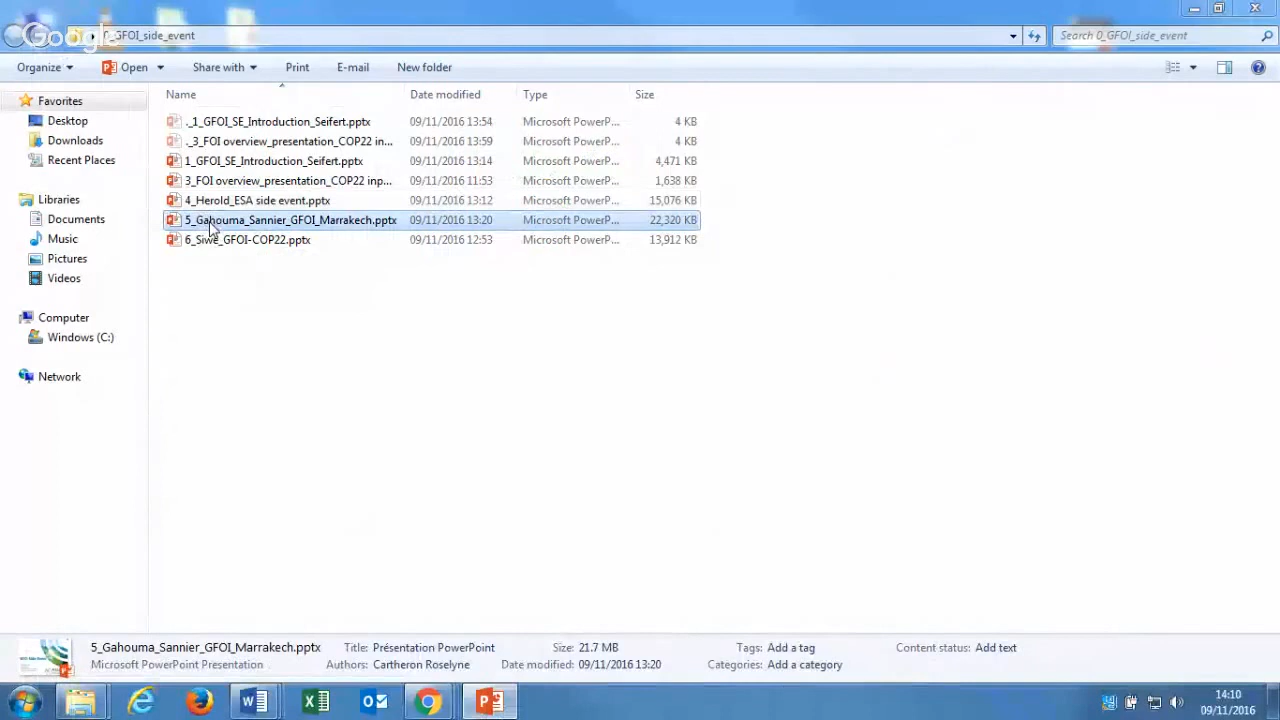 Google
0_GFOI_side_event
Search 0_GFOI_side_event
Organize Open Share with Print E-mail New folder
Name Date modified Type Size
Favorites
Desktop
Downloads
Recent Places
Libraries
Documents
Music
Pictures
Videos
Computer
Windows (C:)
Network
._1_GFOI_SE_Introduction_Seifert.pptx 09/11/2016 13:54 Microsoft PowerP... 4 KB
._3_FOI overview_presentation_COP22 in... 09/11/2016 13:59 Microsoft PowerP... 4 KB
1_GFOI_SE_Introduction_Seifert.pptx 09/11/2016 13:14 Microsoft PowerP... 4,471 KB
3_FOI overview_presentation_COP22 inp... 09/11/2016 11:53 Microsoft PowerP... 1,638 KB
4_Herold_ESA side event.pptx 09/11/2016 13:12 Microsoft PowerP... 15,076 KB
5_Gahouma_Sannier_GFOI_Marrakech.pptx 09/11/2016 13:20 Microsoft PowerP... 22,320 KB
6_Siwe_GFOI-COP22.pptx 09/11/2016 12:53 Microsoft PowerP... 13,912 KB
5_Gahouma_Sannier_GFOI_Marrakech.pptx Title: Présentation PowerPoint Size: 21.7 MB Tags: Add a tag Content status: Add text
Microsoft PowerPoint Presentation Authors: Cartheron Roselyne Date modified: 09/11/2016 13:20 Categories: Add a category
14:10
09/11/2016